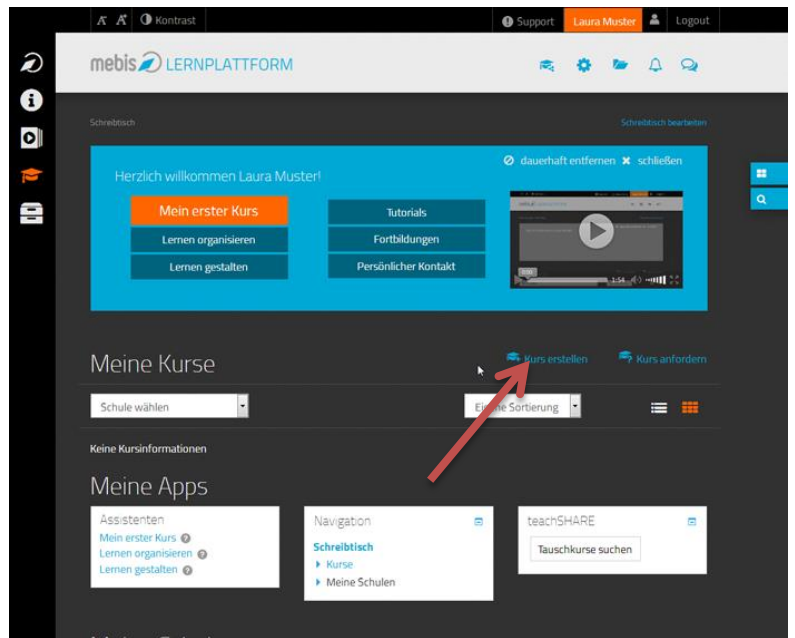 A A Kontrast
Support Laura Muster Logout
mebis LERNPLATTFORM
Schreibtisch Schreibtisch bearbeiten
dauerhaft entfernen schließen
Herzlich willkommen Laura Muster!
Mein erster Kurs Tutorials
Lernen organisieren Fortbildungen
Lernen gestalten Persönlicher Kontakt
1:54
Meine Kurse Kurs erstellen Kurs anfordern
Schule wählen Sortierung
Keine Kursinformationen
Meine Apps
Assistenten
Mein erster Kurs
Lernen organisieren
Lernen gestalten
Navigation
Schreibtisch
Kurse
Meine Schulen
teachSHARE
Tauschkurse suchen